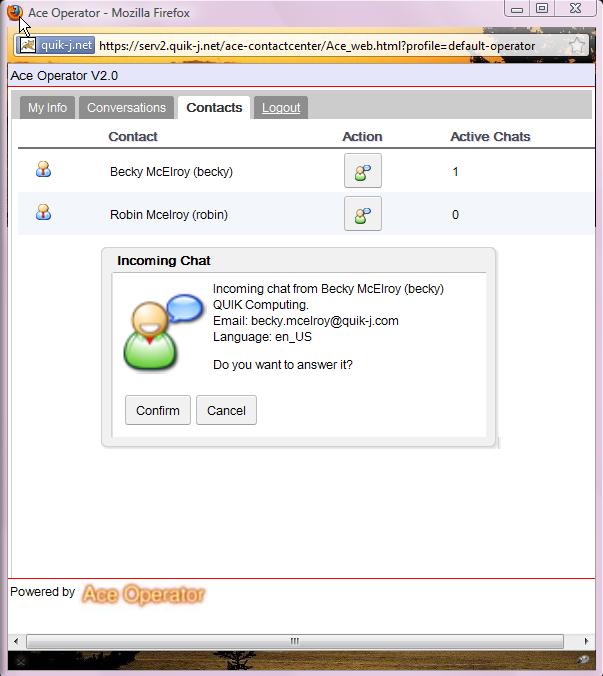 Ace Operator - Mozilla Firefox
quik-j.net https://serv2.quik-j.net/ace-contactcenter/Ace_web.html?profile=default-operator
Ace Operator V2.0
My Info Conversations Contacts Logout
Contact Action Active Chats
Becky McElroy (becky) 1
Robin Mcelroy (robin) 0
Incoming Chat
Incoming chat from Becky McElroy (becky)
QUIK Computing.
Email: becky.mcelroy@quik-j.com
Language: en_US
Do you want to answer it?
Confirm Cancel
Powered by Ace Operator